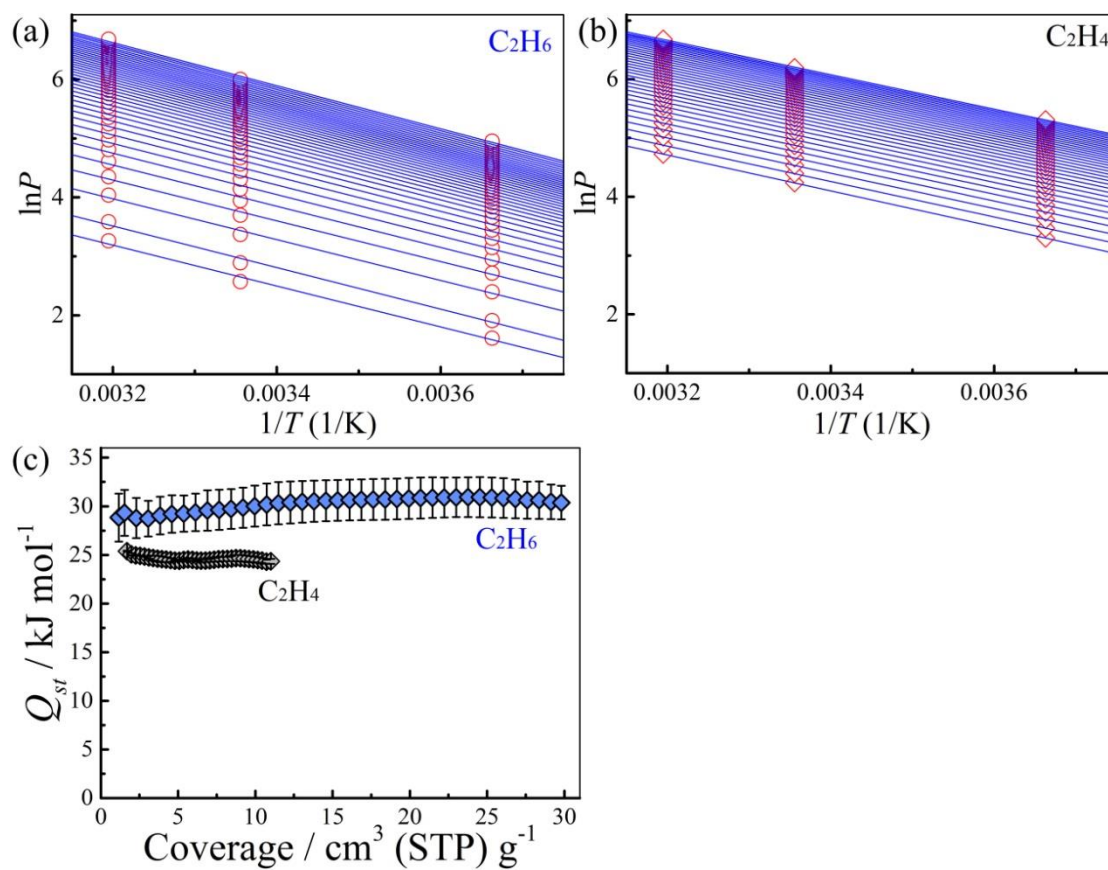 (a)
C₂H₆
lnP
6
4
2
0.0032
0.0034
0.0036
1/T (1/K)
(b)
C₂H₄
lnP
6
4
2
0.0032
0.0034
0.0036
1/T (1/K)
(c)
Qst / kJ mol⁻¹
35
30
25
20
15
10
5
0
C₂H₆
C₂H₄
0 5 10 15 20 25 30
Coverage / cm³ (STP) g⁻¹